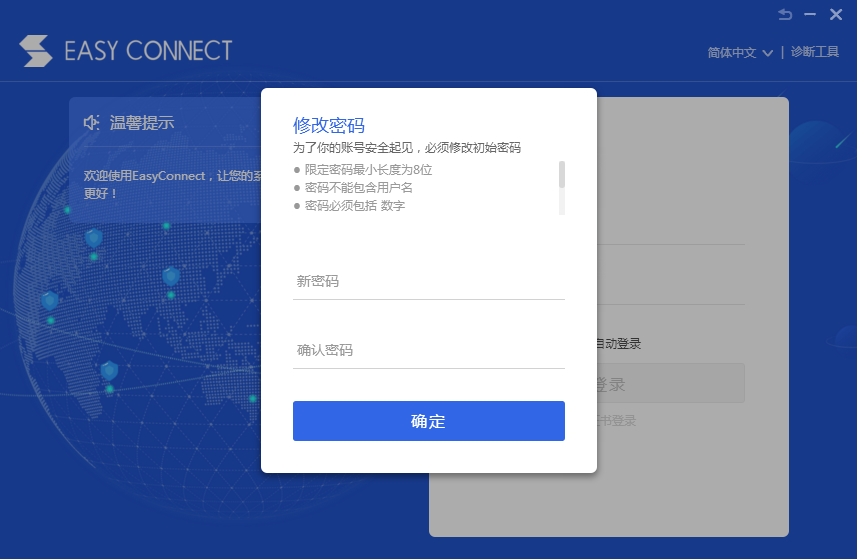 EASY CONNECT
简体中文 | 诊断工具
温馨提示
欢迎使用EasyConnect，让您的系
更好！
修改密码
为了你的账号安全起见，必须修改初始密码
● 限定密码最小长度为8位
● 密码不能包含用户名
● 密码必须包括 数字
新密码
确认密码
确定
自动登录
登录
书登录